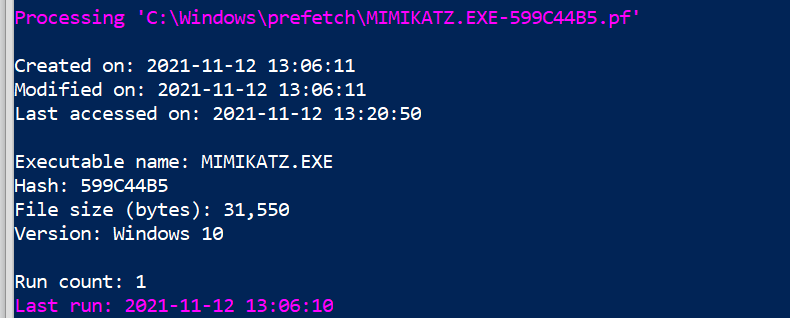 Processing 'C:\Windows\prefetch\MIMIKATZ.EXE-599C44B5.pf'
Created on: 2021-11-12 13:06:11
Modified on: 2021-11-12 13:06:11
Last accessed on: 2021-11-12 13:20:50
Executable name: MIMIKATZ.EXE
Hash: 599C44B5
File size (bytes): 31,550
Version: Windows 10
Run count: 1
Last run: 2021-11-12 13:06:10